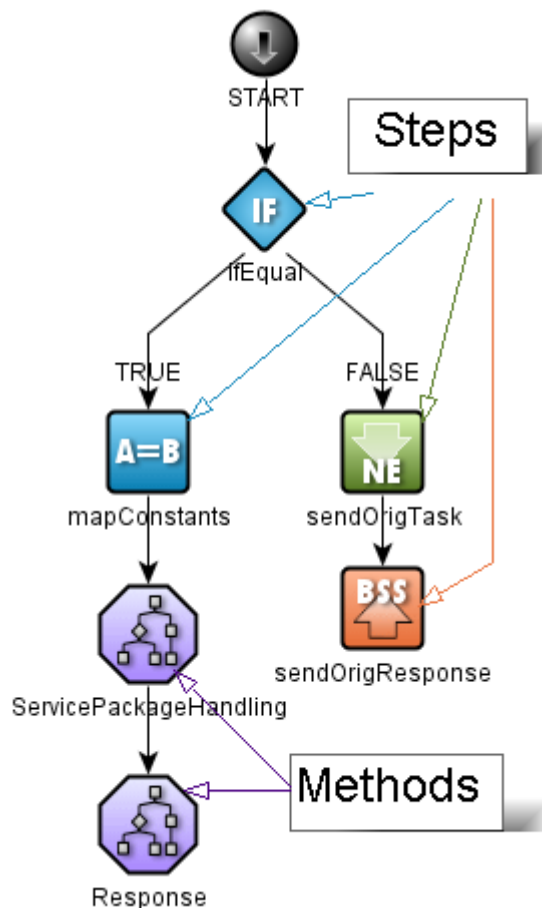 START
Steps
IF
ifEqual
TRUE
FALSE
A=B
NE
mapConstants
sendOrigTask
BSS
sendOrigResponse
ServicePackageHandling
Methods
Response